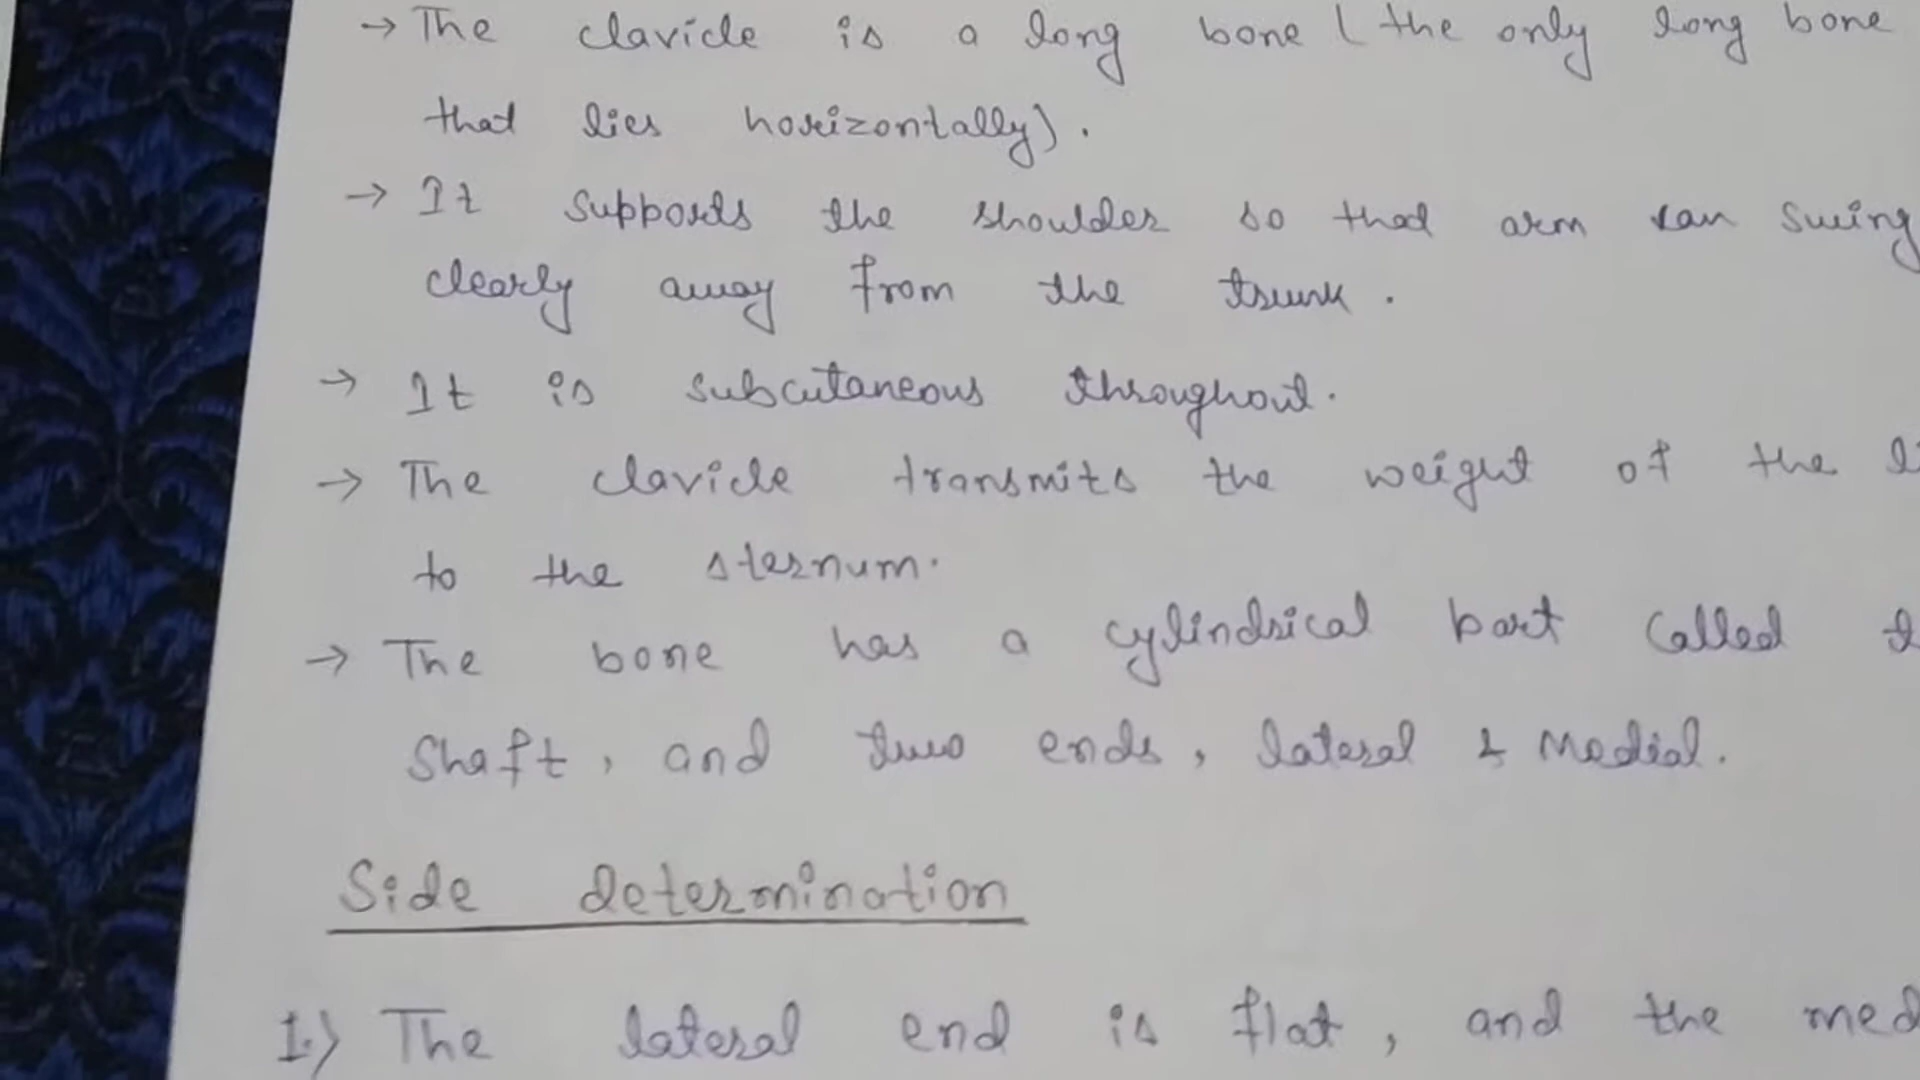 → The clavicle is a long bone ( the only long bone
that lies horizontally).
→ It supports the shoulder so that arm can swing
clearly away from the trunk.
→ It is subcutaneous throughout.
→ The clavicle transmits the weight of the
to the sternum.
→ The bone has a cylindrical part called
Shaft, and two ends, lateral & Medial.
Side determination
1.) The lateral end is flat, and the med